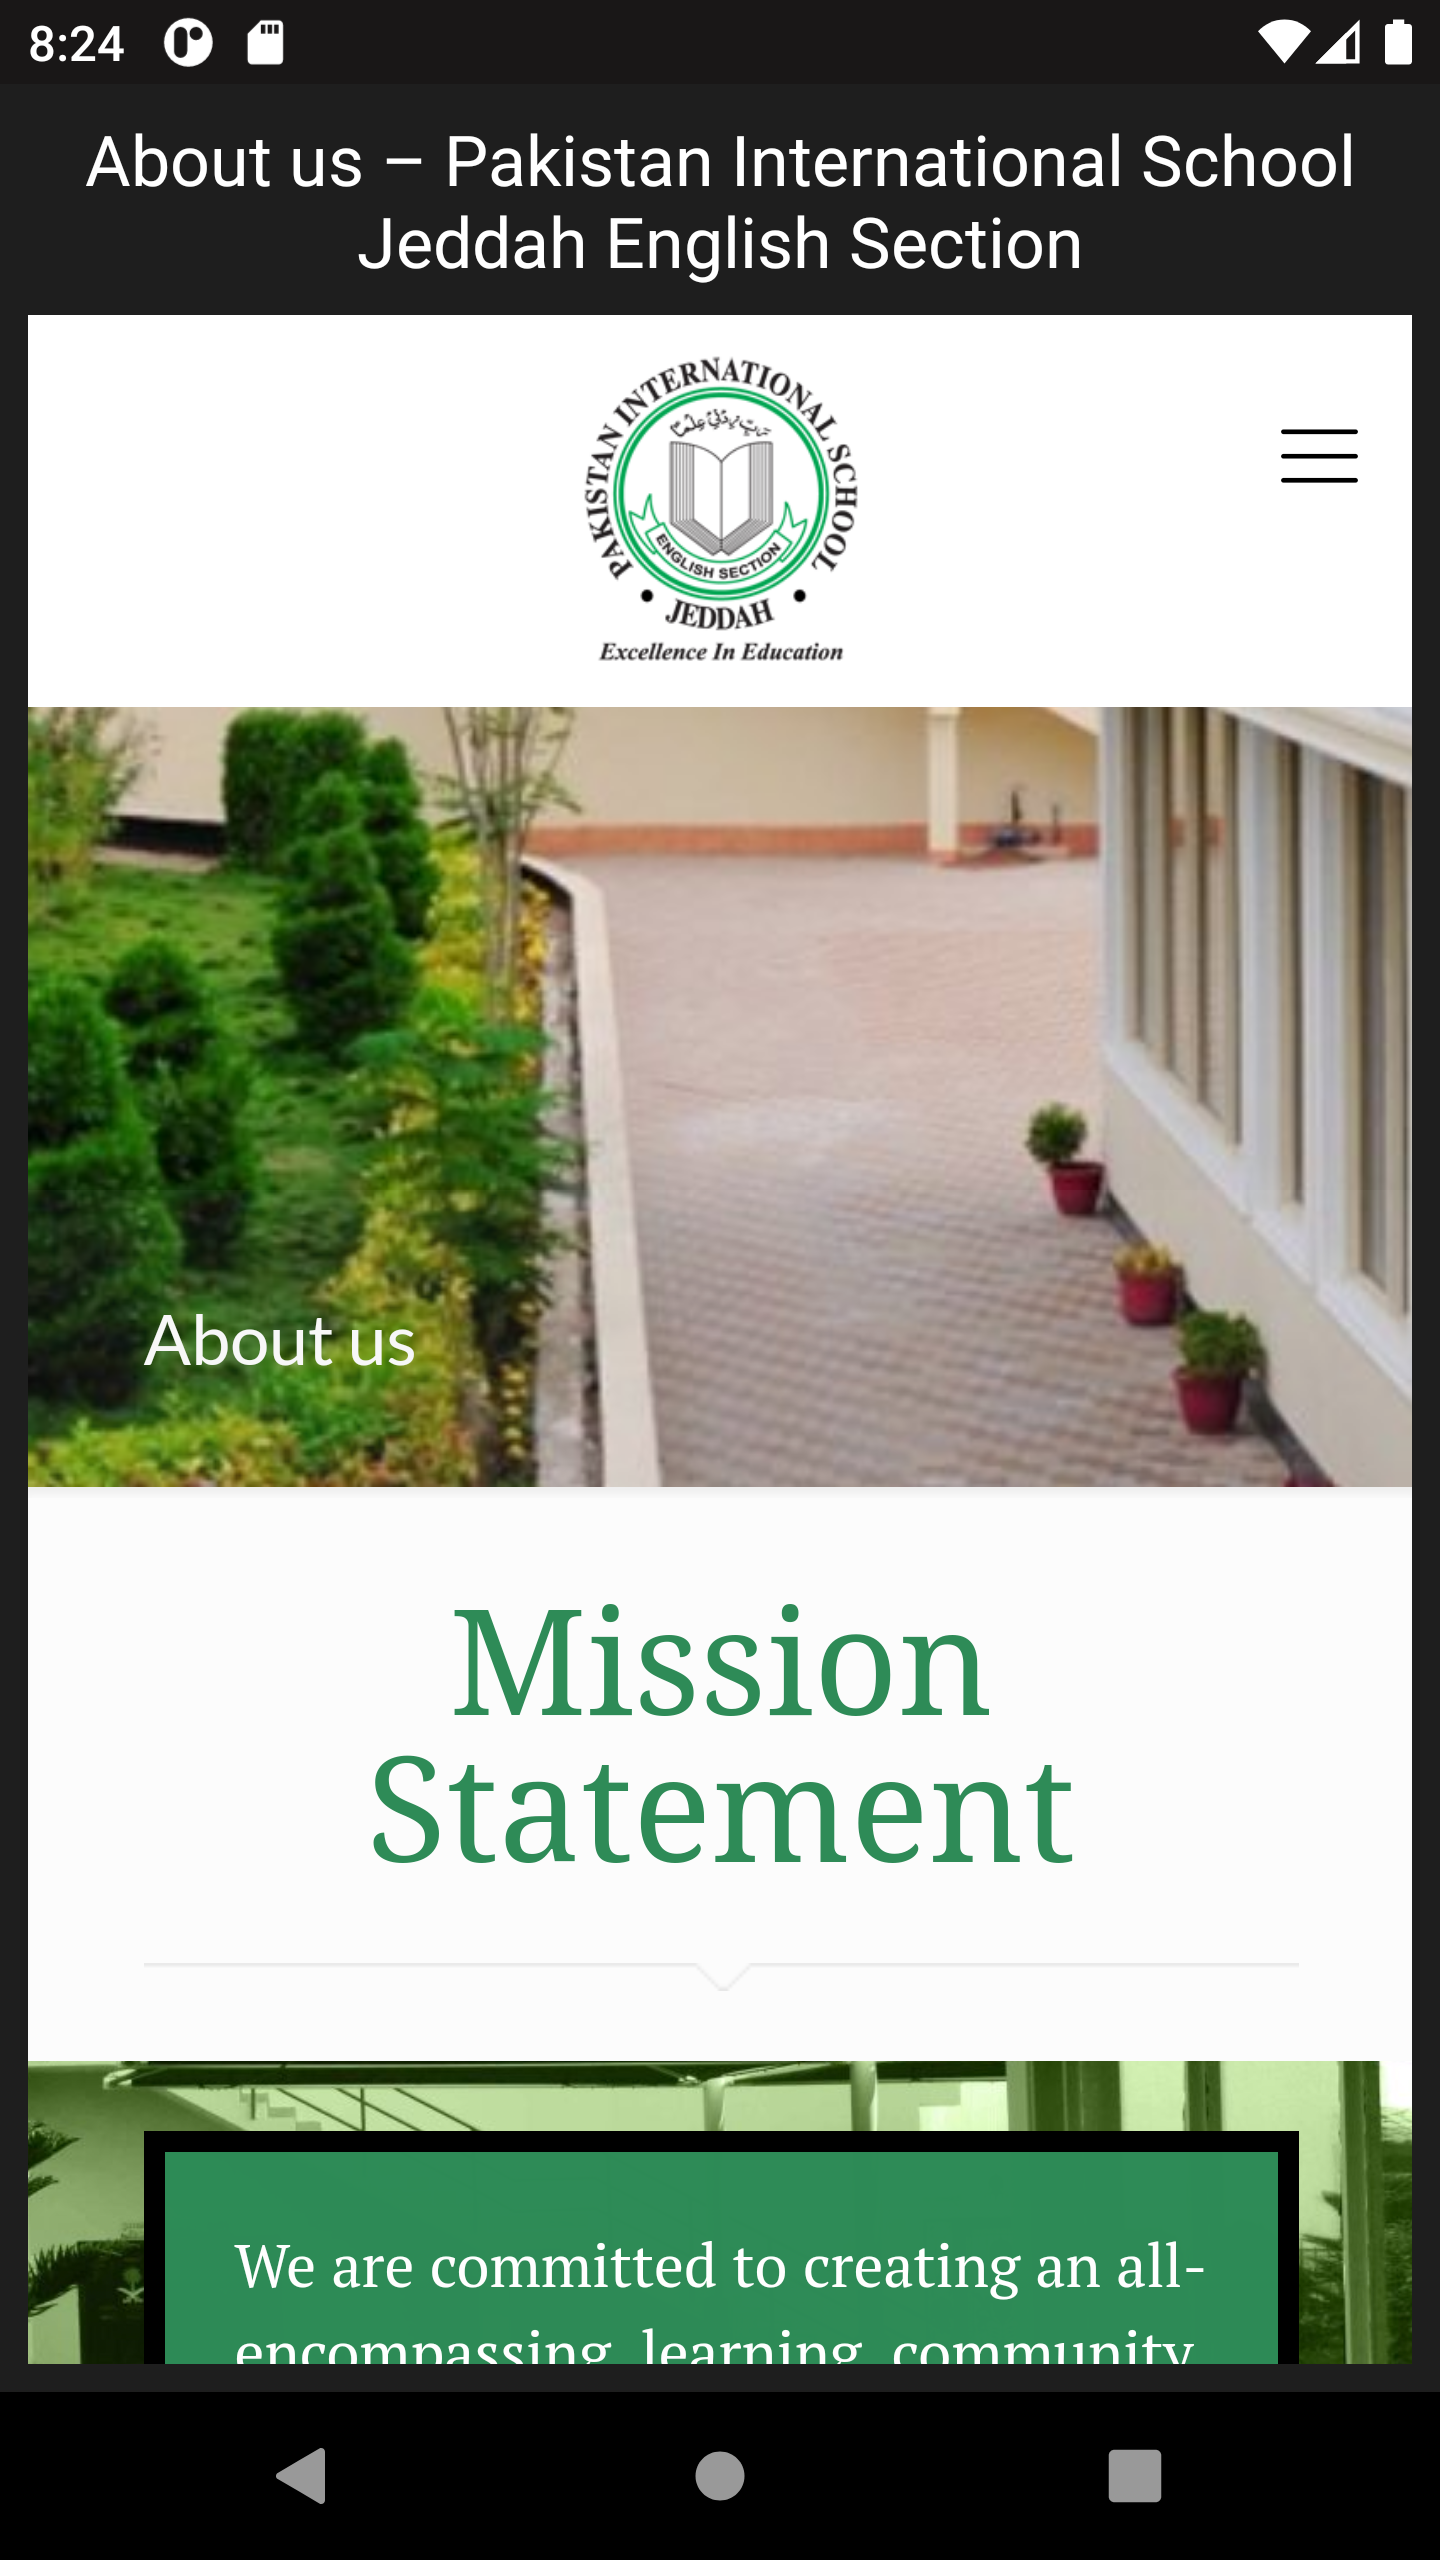 8:24
About us – Pakistan International School
Jeddah English Section
PAKISTAN INTERNATIONAL SCHOOL
ENGLISH SECTION
JEDDAH
Excellence In Education
About us
Mission
Statement
We are committed to creating an all-
encompassing learning community